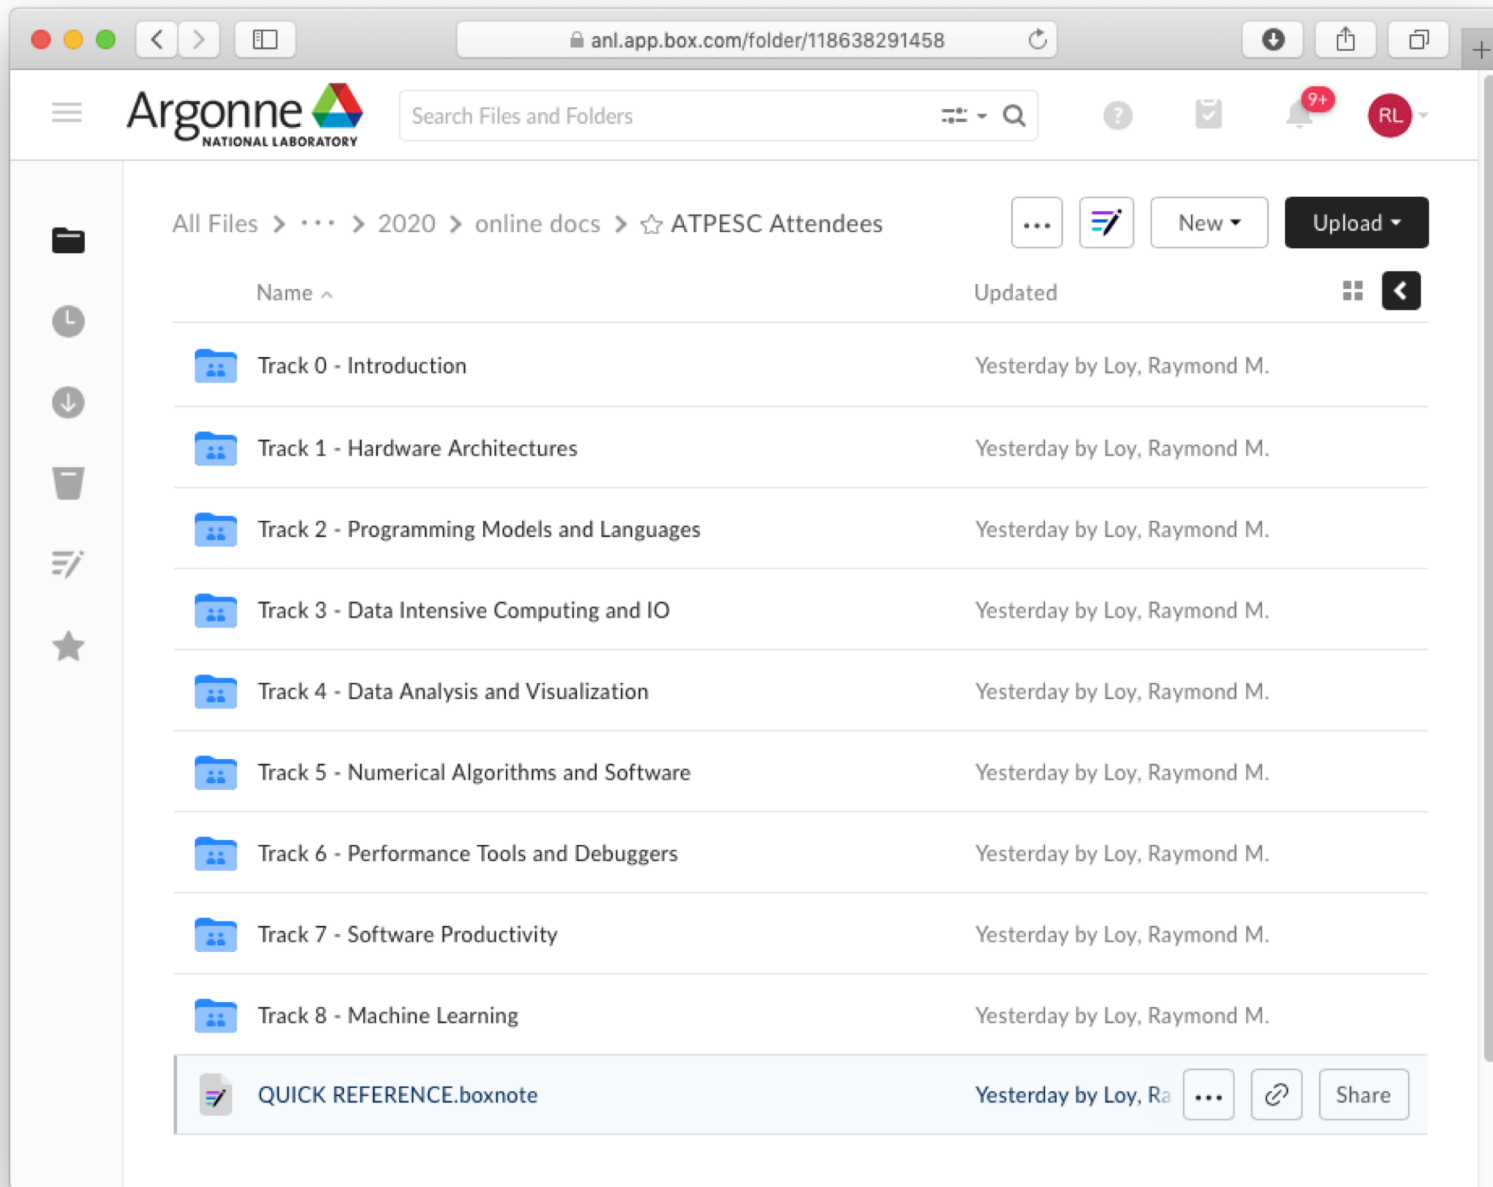 anl.app.box.com/folder/118638291458
Argonne
NATIONAL LABORATORY
Search Files and Folders
?
9+
RL
All Files > ··· > 2020 > online docs > ATPESC Attendees
New
Upload
Name
Updated
Track 0 - Introduction Yesterday by Loy, Raymond M.
Track 1 - Hardware Architectures Yesterday by Loy, Raymond M.
Track 2 - Programming Models and Languages Yesterday by Loy, Raymond M.
Track 3 - Data Intensive Computing and IO Yesterday by Loy, Raymond M.
Track 4 - Data Analysis and Visualization Yesterday by Loy, Raymond M.
Track 5 - Numerical Algorithms and Software Yesterday by Loy, Raymond M.
Track 6 - Performance Tools and Debuggers Yesterday by Loy, Raymond M.
Track 7 - Software Productivity Yesterday by Loy, Raymond M.
Track 8 - Machine Learning Yesterday by Loy, Raymond M.
QUICK REFERENCE.boxnote Yesterday by Loy, Ra Share